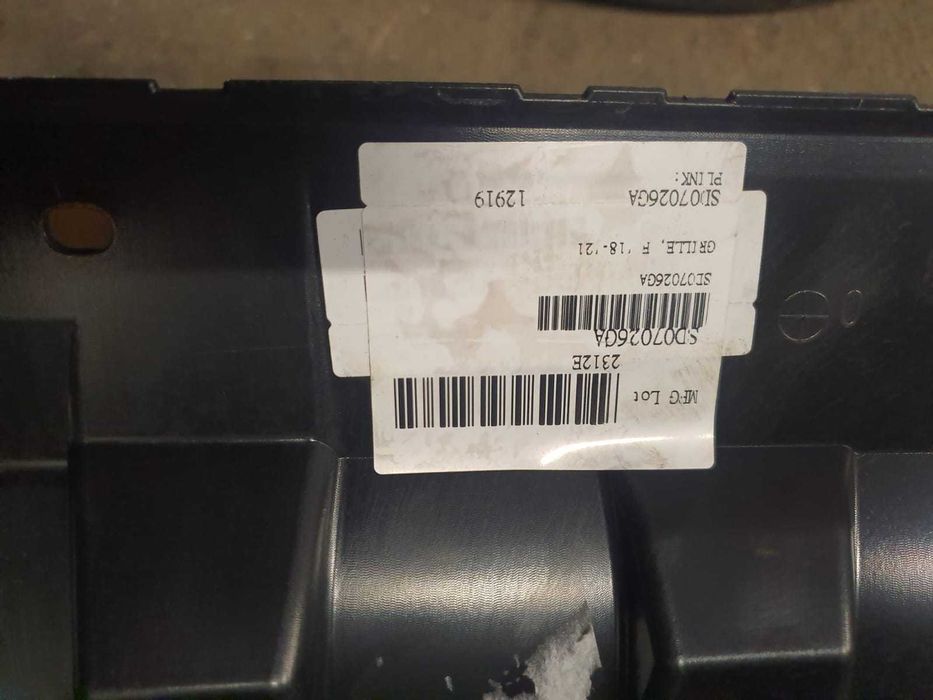 MFG Lot
2312E
SD07026GA
SD07026GA
GRILLE, F '18-'21
SD07026GA 12919
PLINK: